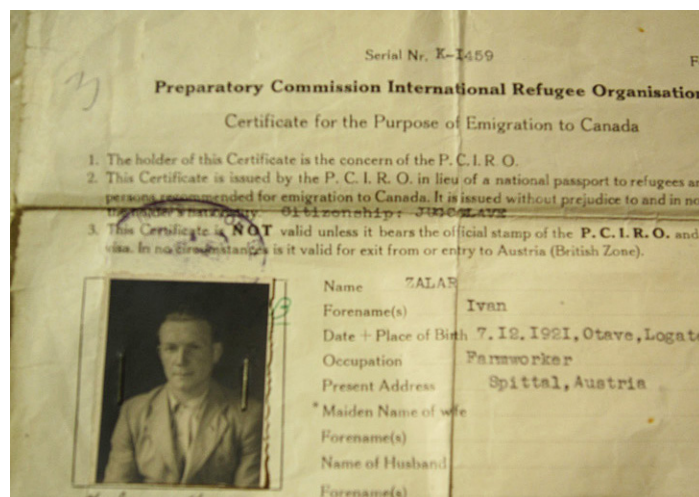 Serial Nr. K-1459
F
Preparatory Commission International Refugee Organisation
Certificate for the Purpose of Emigration to Canada
1. The holder of this Certificate is the concern of the P. C. I. R. O.
2. This Certificate is issued by the P. C. I. R. O. in lieu of a national passport to refugees an
persons recommended for emigration to Canada. It is issued without prejudice to and in no
the holder's nationality. Citizenship: JUGOSLAVE
3. This Certificate is NOT valid unless it bears the official stamp of the P. C. I. R. O. and
visa. In no circumstances is it valid for exit from or entry to Austria (British Zone).
Name ZALAR
Forename(s) Ivan
Date + Place of Birth 7.12.1921, Otave, Logate
Occupation Farmworker
Present Address Spittal, Austria
* Maiden Name of wife
Forename(s)
Name of Husband
Forename(s)